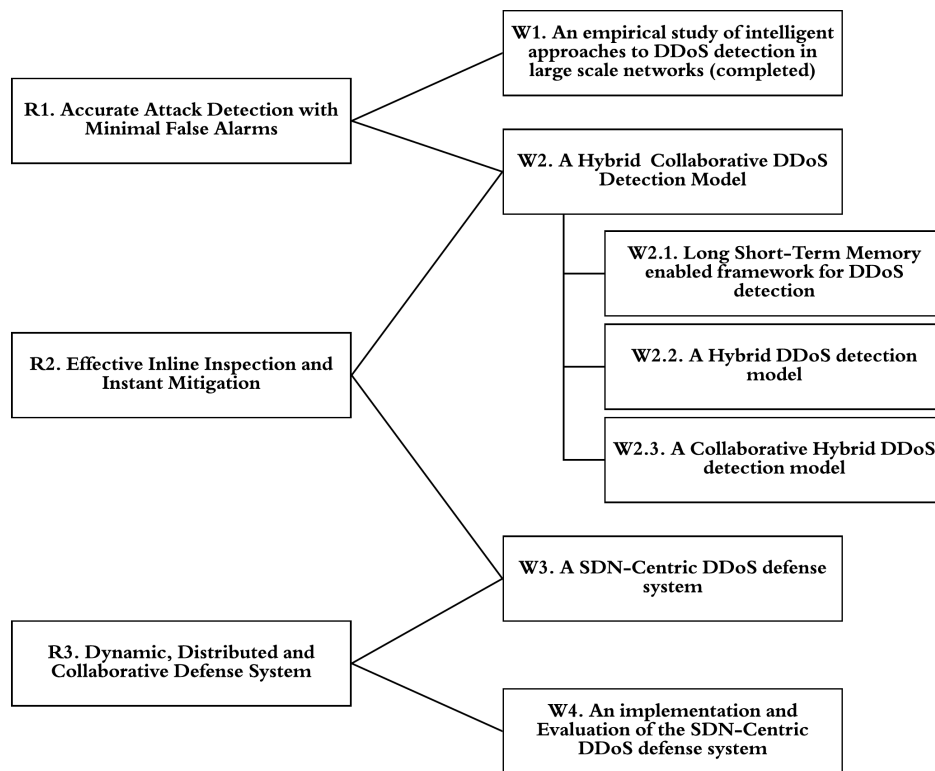 W1. An empirical study of intelligent
approaches to DDoS detection in
large scale networks (completed)
R1. Accurate Attack Detection with
Minimal False Alarms
W2. A Hybrid Collaborative DDoS
Detection Model
W2.1. Long Short-Term Memory
enabled framework for DDoS
detection
R2. Effective Inline Inspection and
Instant Mitigation
W2.2. A Hybrid DDoS detection
model
W2.3. A Collaborative Hybrid DDoS
detection model
W3. A SDN-Centric DDoS defense
system
R3. Dynamic, Distributed and
Collaborative Defense System
W4. An implementation and
Evaluation of the SDN-Centric
DDoS defense system